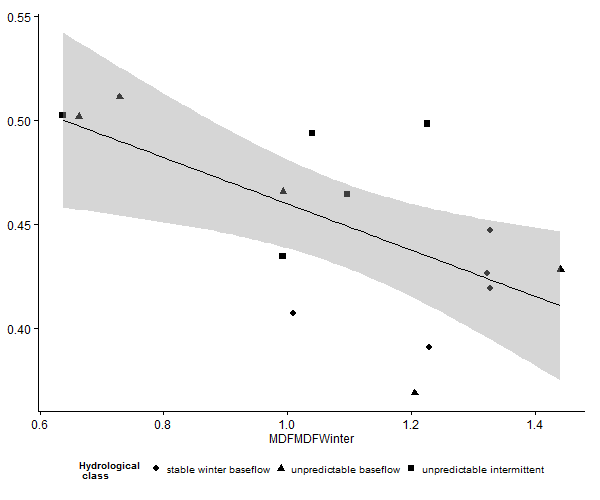 0.55
0.50
0.45
0.40
0.6 0.8 1.0 1.2 1.4
MDFMDFWinter
Hydrological
class
stable winter baseflow unpredictable baseflow unpredictable intermittent